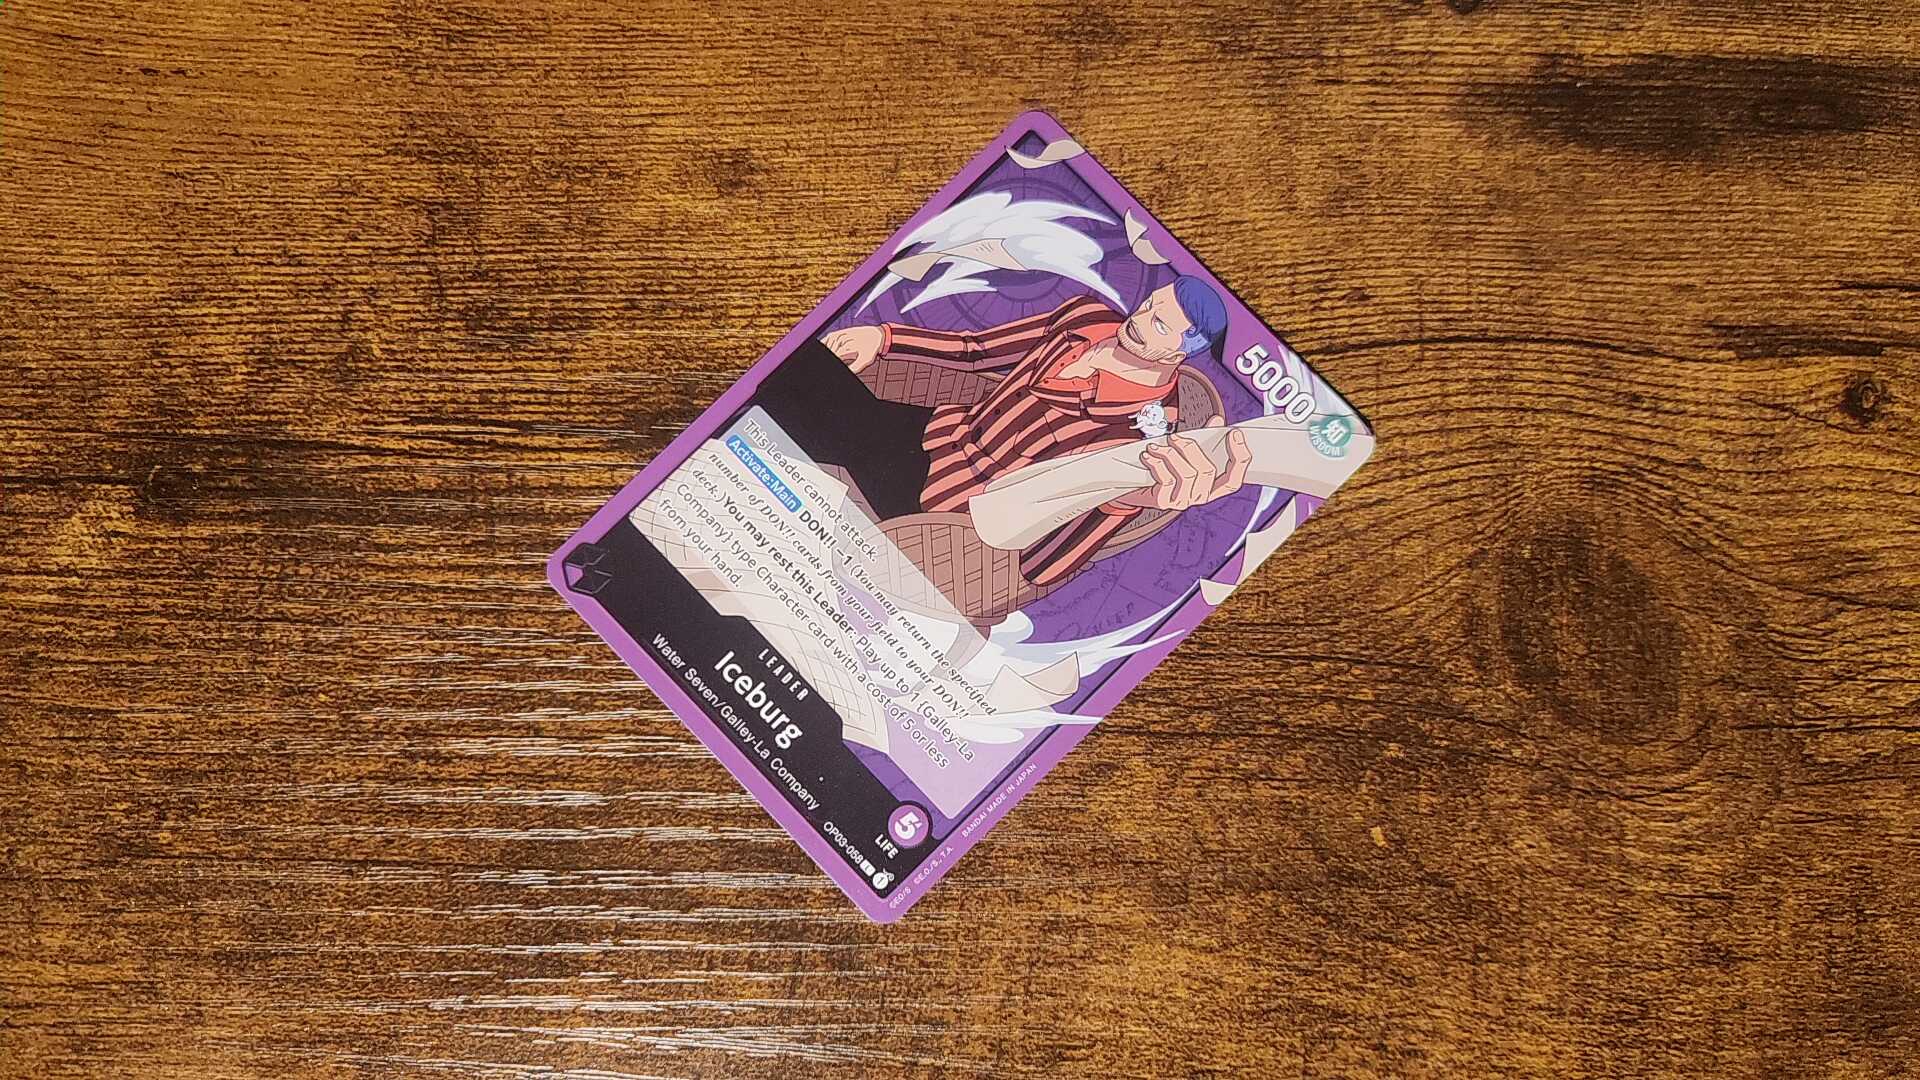 5000
知
WISDOM
This Leader cannot attack.
Activate:Main DON!! −1 (You may return the specified
number of DON!! cards from your field to your DON!!
deck.) You may rest this Leader.: Play up to 1 {Galley-La
Company} type Character card with a cost of 5 or less
from your hand.
LEADER
Iceburg
Water Seven/Galley-La Company
5
LIFE
OP03-058 L
©EO/S ©E.O./S.,T.A. BANDAI MADE IN JAPAN